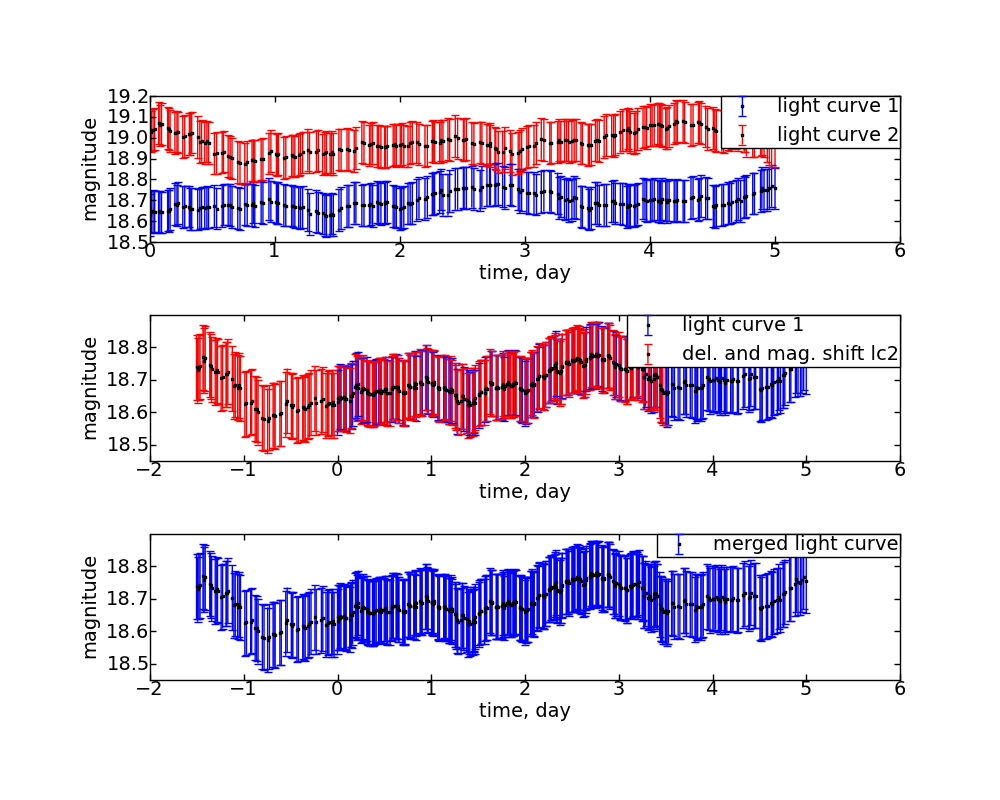 19.2
19.1
19.0
18.9
18.8
18.7
18.6
18.5
magnitude
0 1 2 3 4 5 6
time, day
light curve 1
light curve 2
18.8
18.7
18.6
18.5
magnitude
−2 −1 0 1 2 3 4 5 6
time, day
light curve 1
del. and mag. shift lc2
18.8
18.7
18.6
18.5
magnitude
−2 −1 0 1 2 3 4 5 6
time, day
merged light curve